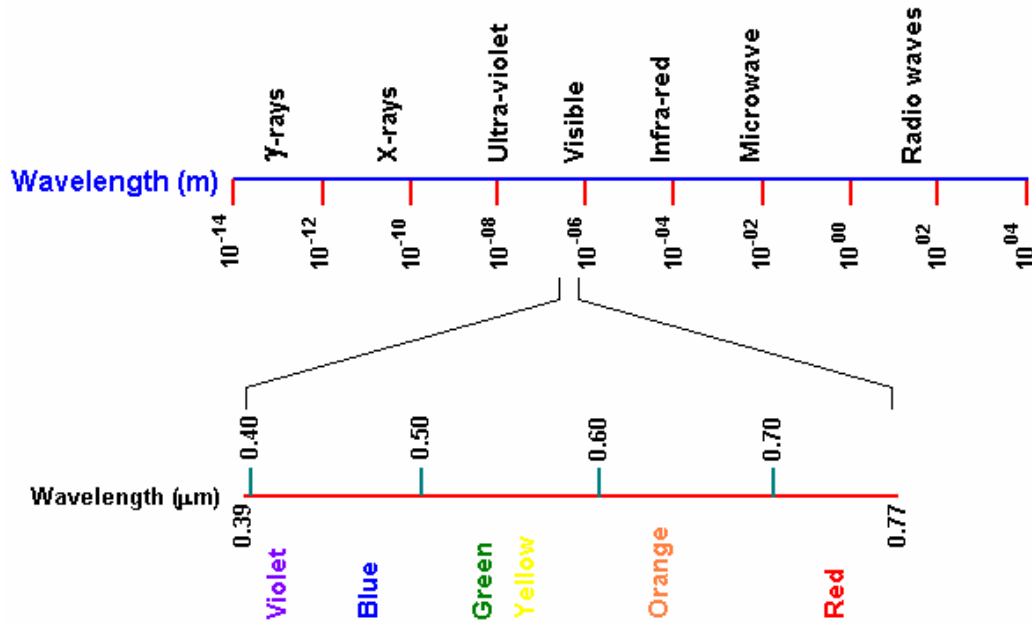 γ-rays
X-rays
Ultra-violet
Visible
Infra-red
Microwave
Radio waves
Wavelength (m)
10^-14
10^-12
10^-10
10^-08
10^-06
10^-04
10^-02
10^00
10^02
10^04
0.40
0.50
0.60
0.70
Wavelength (μm)
0.39
0.77
Violet
Blue
Green
Yellow
Orange
Red